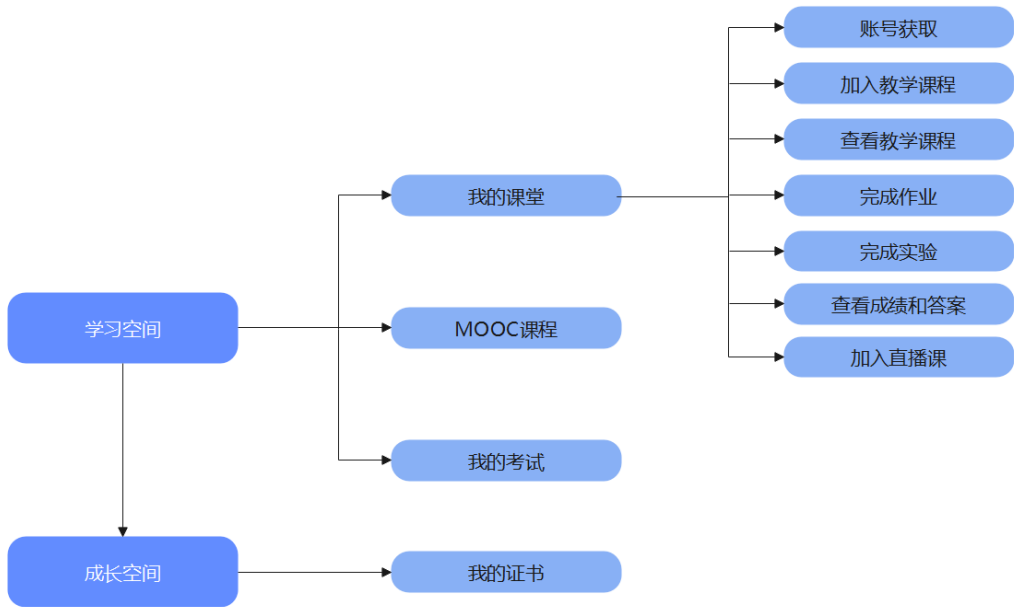 账号获取
加入教学课程
查看教学课程
我的课堂
完成作业
完成实验
查看成绩和答案
学习空间
MOOC课程
加入直播课
我的考试
成长空间
我的证书